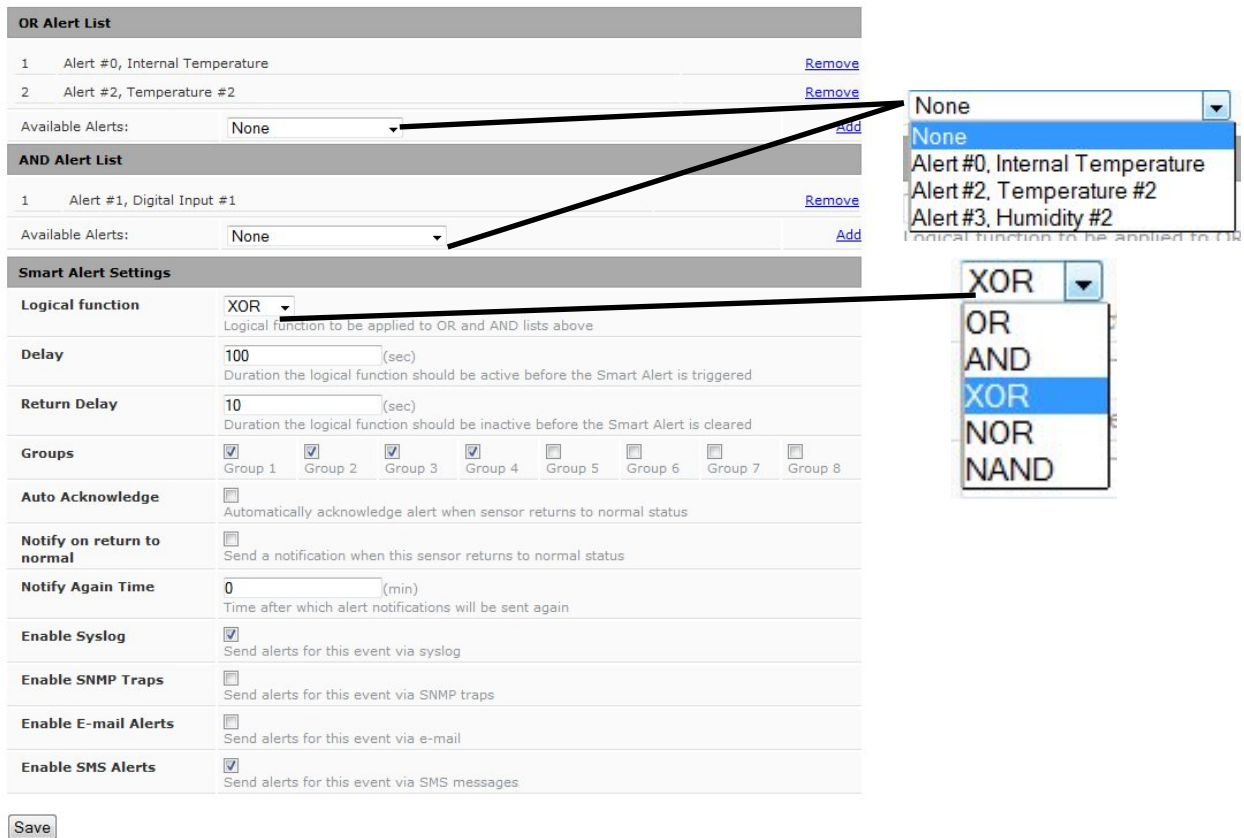 OR Alert List
1 Alert #0, Internal Temperature Remove
2 Alert #2, Temperature #2 Remove
Available Alerts: None Add
AND Alert List
1 Alert #1, Digital Input #1 Remove
Available Alerts: None Add
Smart Alert Settings
Logical function XOR
Logical function to be applied to OR and AND lists above
Delay 100 (sec)
Duration the logical function should be active before the Smart Alert is triggered
Return Delay 10 (sec)
Duration the logical function should be inactive before the Smart Alert is cleared
Groups
Group 1 Group 2 Group 3 Group 4 Group 5 Group 6 Group 7 Group 8
Auto Acknowledge
Automatically acknowledge alert when sensor returns to normal status
Notify on return to
normal
Send a notification when this sensor returns to normal status
Notify Again Time 0 (min)
Time after which alert notifications will be sent again
Enable Syslog
Send alerts for this event via syslog
Enable SNMP Traps
Send alerts for this event via SNMP traps
Enable E-mail Alerts
Send alerts for this event via e-mail
Enable SMS Alerts
Send alerts for this event via SMS messages
Save
None
None
Alert #0, Internal Temperature
Alert #2, Temperature #2
Alert #3, Humidity #2
Logical function to be applied to OR
XOR
OR
AND
XOR
NOR
NAND